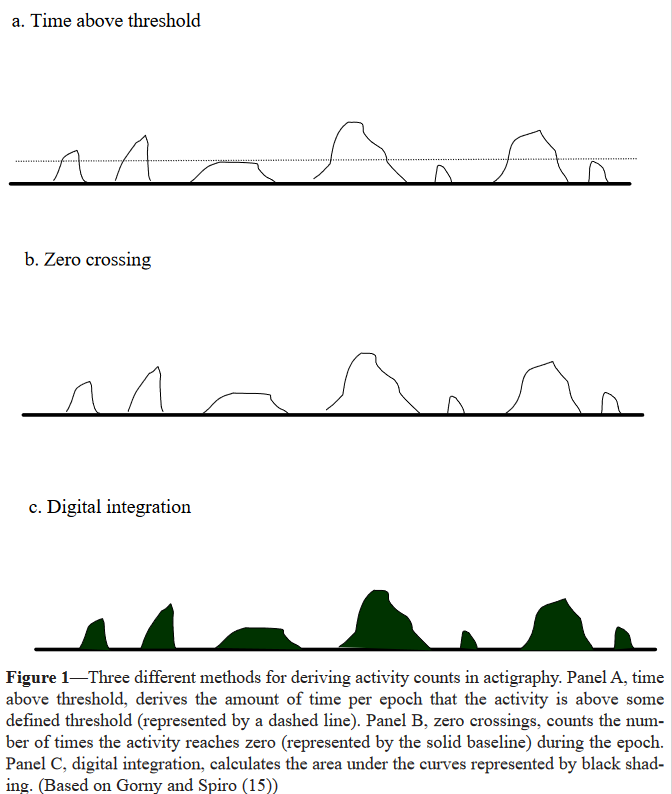 a. Time above threshold
b. Zero crossing
c. Digital integration
Figure 1—Three different methods for deriving activity counts in actigraphy. Panel A, time
above threshold, derives the amount of time per epoch that the activity is above some
defined threshold (represented by a dashed line). Panel B, zero crossings, counts the num-
ber of times the activity reaches zero (represented by the solid baseline) during the epoch.
Panel C, digital integration, calculates the area under the curves represented by black shad-
ing. (Based on Gorny and Spiro (15))